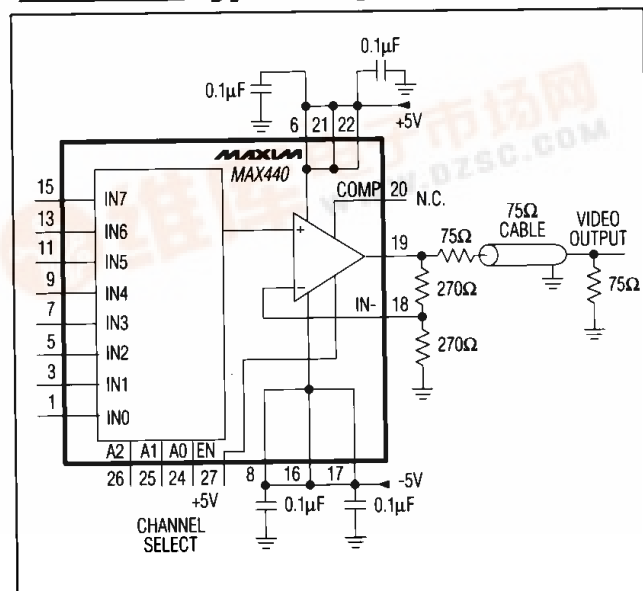 0.1µF
0.1µF
6 21 22
+5V
MAXIM
MAX440
COMP 20 N.C.
15 IN7
13 IN6
11 IN5
9 IN4
7 IN3
5 IN2
3 IN1
1 IN0
+
−
19
75Ω
75Ω
CABLE
VIDEO
OUTPUT
270Ω
75Ω
IN- 18
270Ω
A2 A1 A0 EN
26 25 24 27
+5V
8 16 17
-5V
0.1µF
0.1µF
CHANNEL
SELECT
WWW.DZSC.COM